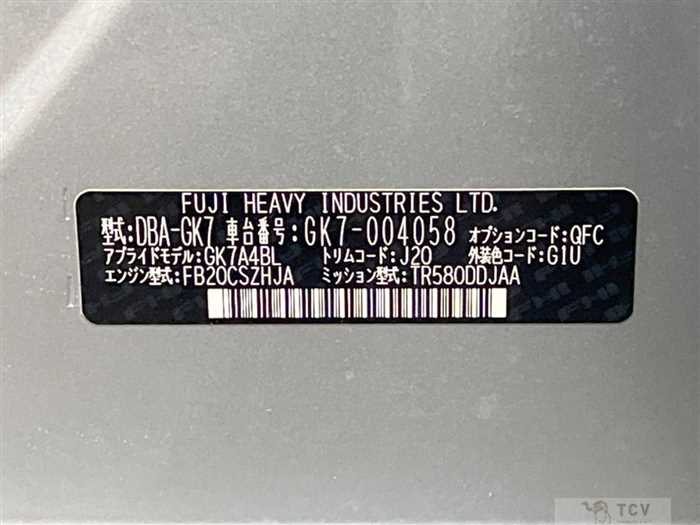 FUJI HEAVY INDUSTRIES LTD.
型式:DBA-GK7 車台番号:GK7-004058 オプションコード:QFC
アプライドモデル:GK7A4BL トリムコード:J20 外装色コード:G1U
エンジン型式:FB20CSZHJA ミッション型式:TR580DDJAA
TCV